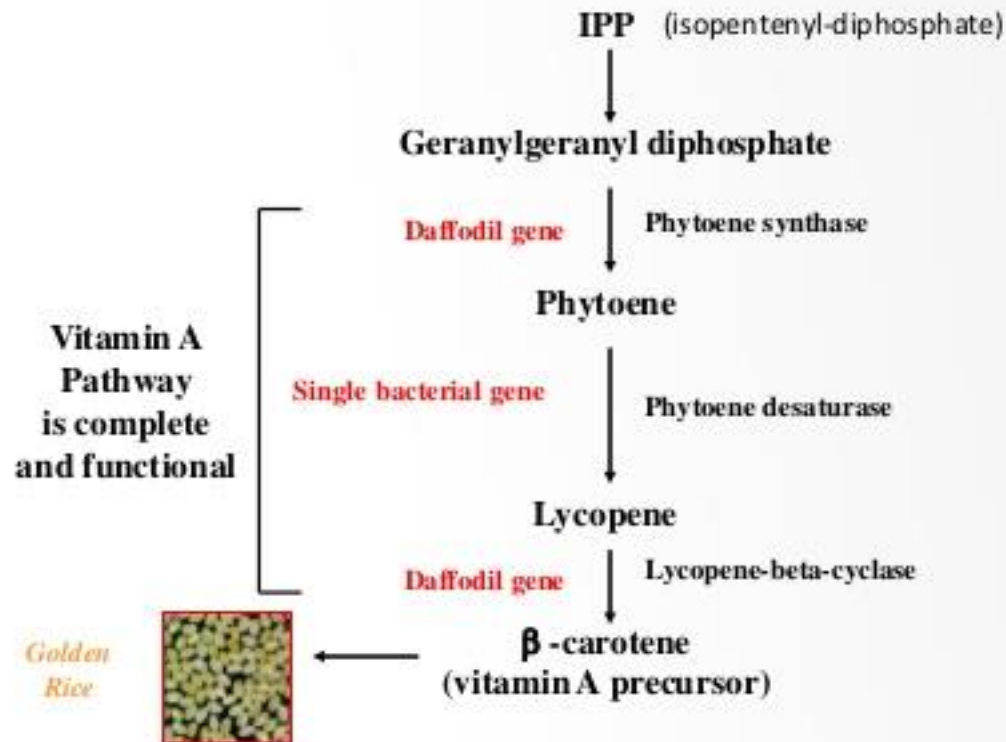 IPP (isopentenyl-diphosphate)
Geranylgeranyl diphosphate
Daffodil gene
Phytoene synthase
Phytoene
Vitamin A
Pathway
is complete
and functional
Single bacterial gene
Phytoene desaturase
Lycopene
Daffodil gene
Lycopene-beta-cyclase
β-carotene
(vitamin A precursor)
Golden
Rice